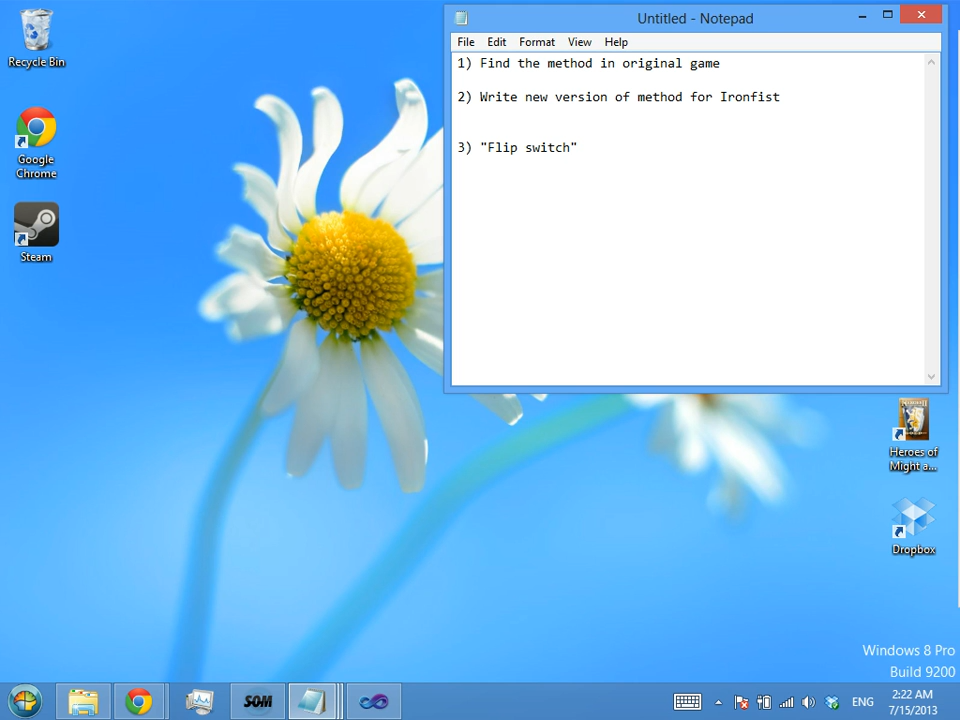 Recycle Bin
Google
Chrome
Steam
Untitled - Notepad
File Edit Format View Help
1) Find the method in original game
2) Write new version of method for Ironfist
3) "Flip switch"
Heroes of
Might a...
Dropbox
Windows 8 Pro
Build 9200
SOM
ENG
2:22 AM
7/15/2013